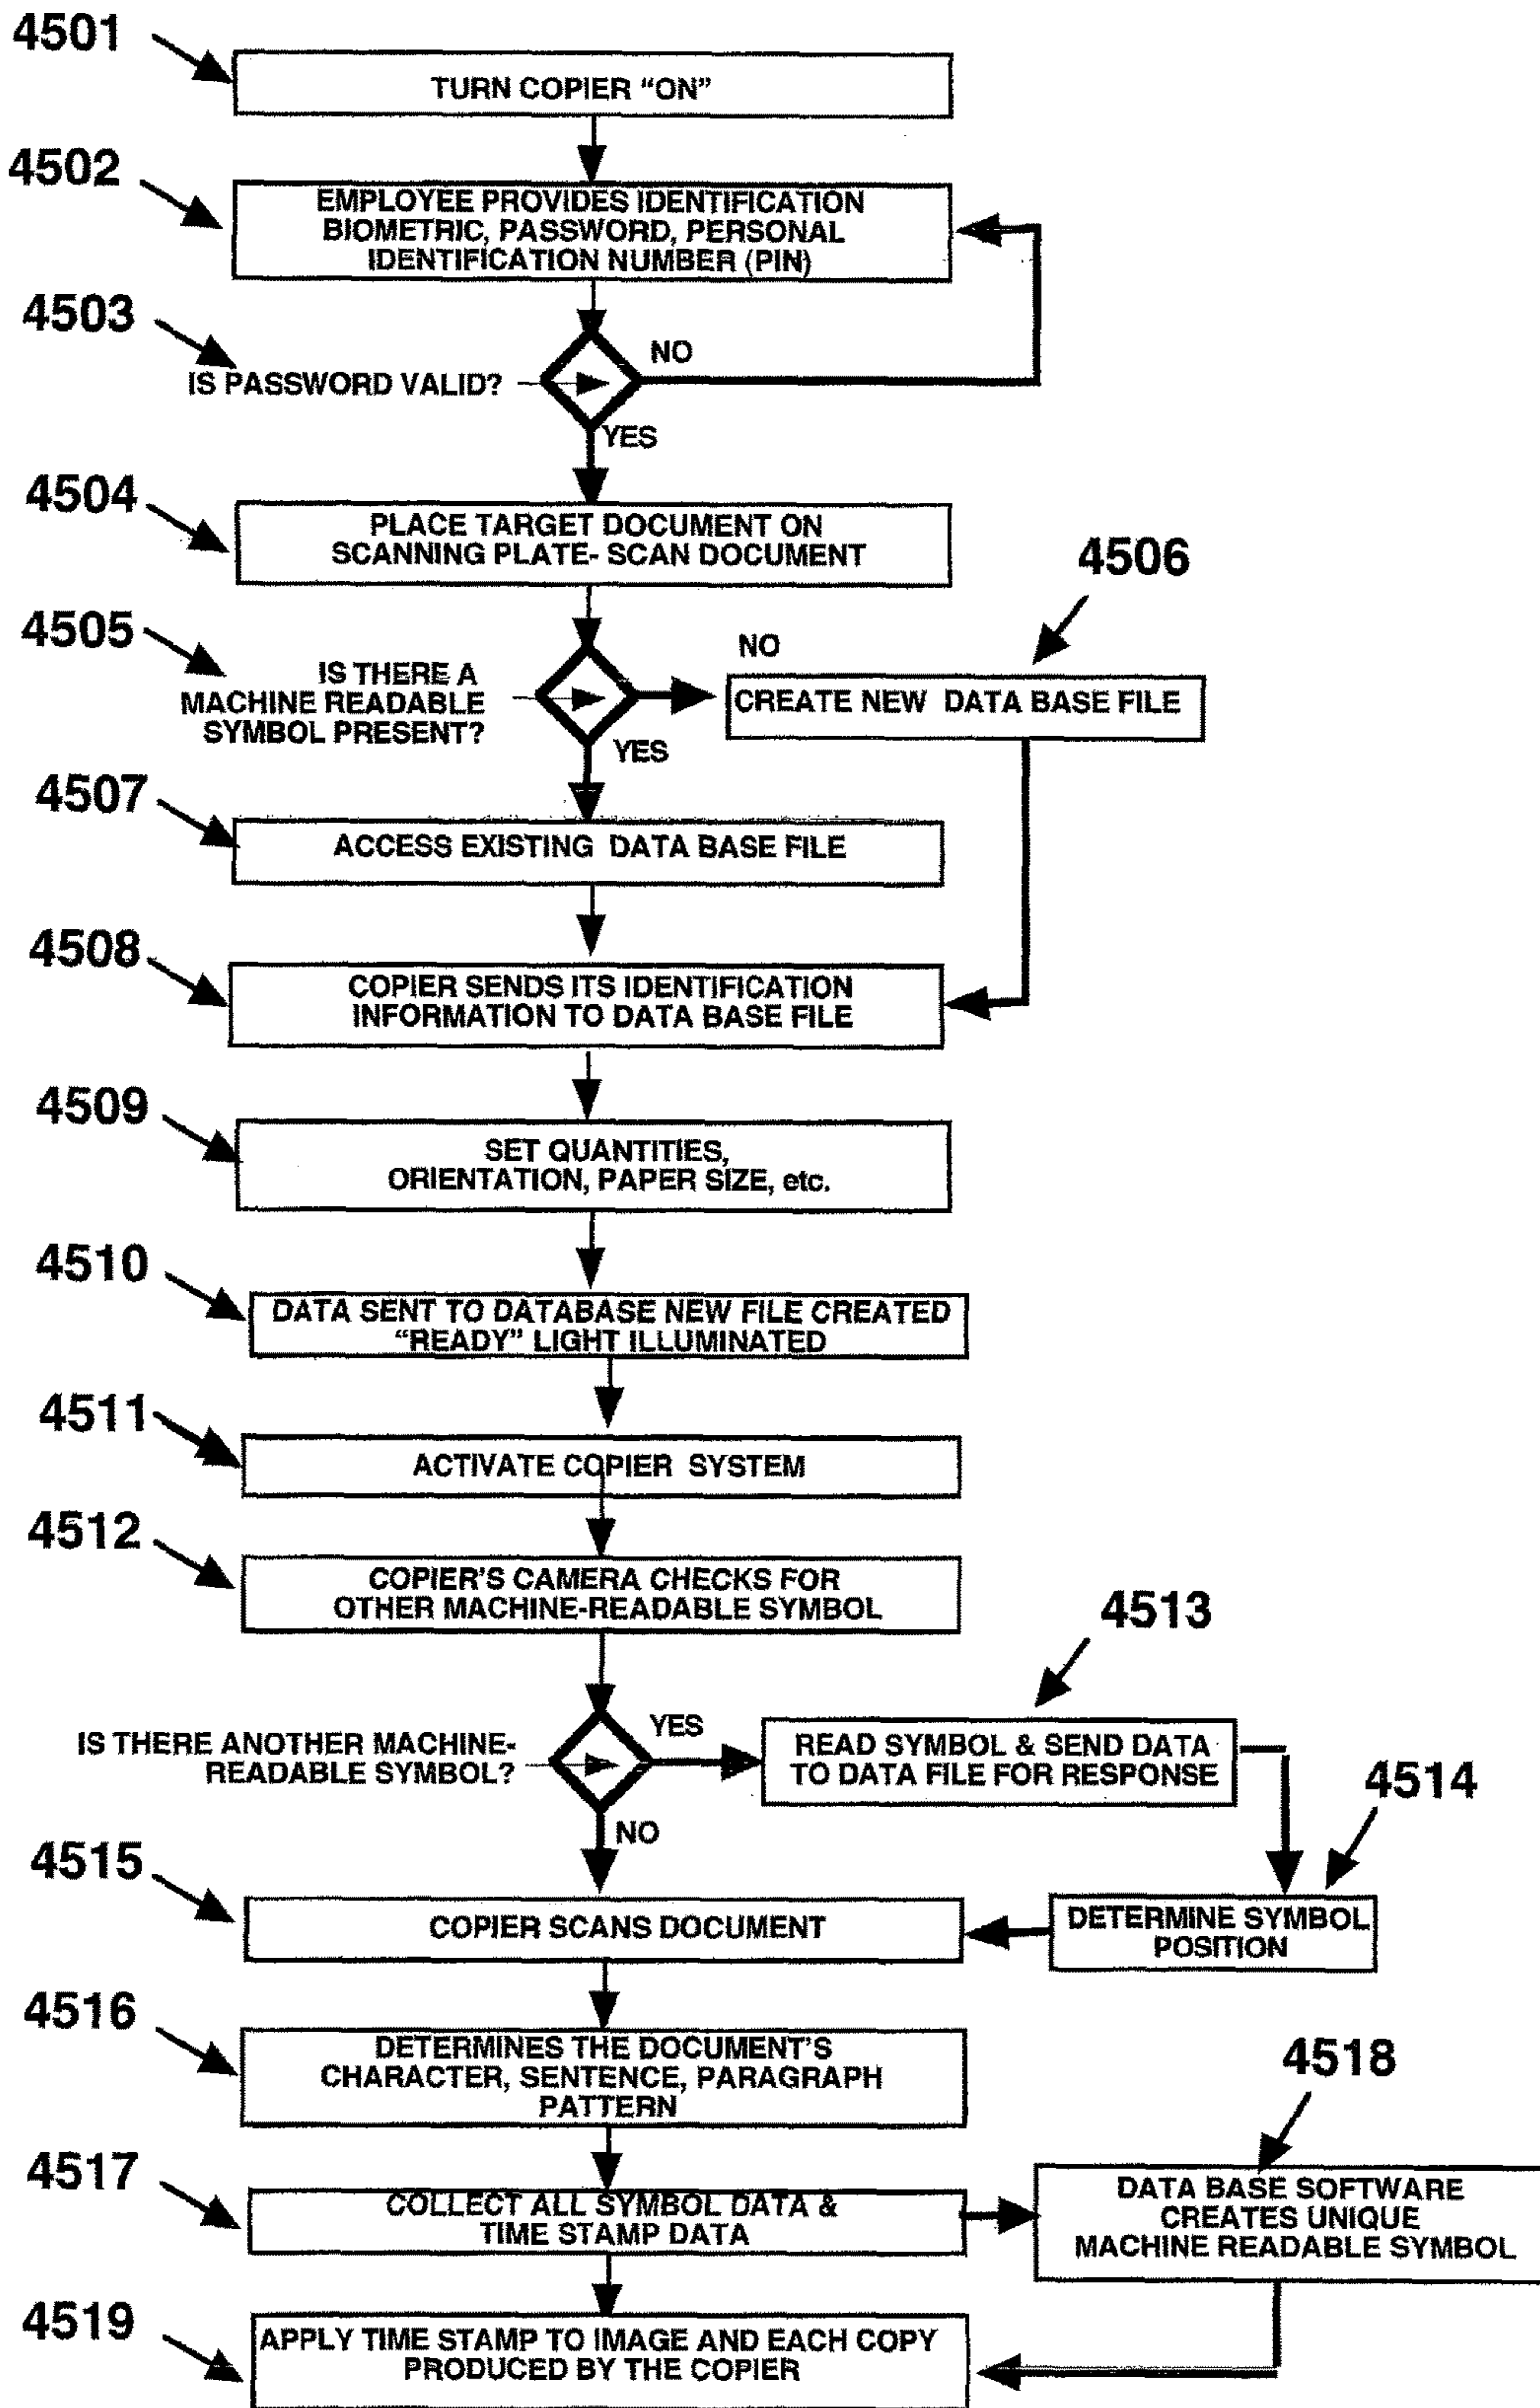 4501
TURN COPIER “ON”
4502
EMPLOYEE PROVIDES IDENTIFICATION
BIOMETRIC, PASSWORD, PERSONAL
IDENTIFICATION NUMBER (PIN)
4503
NO
IS PASSWORD VALID?
YES
4504
PLACE TARGET DOCUMENT ON
SCANNING PLATE- SCAN DOCUMENT
4506
4505
NO
IS THERE A
MACHINE READABLE
SYMBOL PRESENT?
CREATE NEW DATA BASE FILE
YES
4507
ACCESS EXISTING DATA BASE FILE
4508
COPIER SENDS ITS IDENTIFICATION
INFORMATION TO DATA BASE FILE
4509
SET QUANTITIES,
ORIENTATION, PAPER SIZE, etc.
4510
DATA SENT TO DATABASE NEW FILE CREATED
“READY” LIGHT ILLUMINATED
4511
ACTIVATE COPIER SYSTEM
4512
COPIER’S CAMERA CHECKS FOR
OTHER MACHINE-READABLE SYMBOL
4513
YES
IS THERE ANOTHER MACHINE-
READABLE SYMBOL?
READ SYMBOL & SEND DATA
TO DATA FILE FOR RESPONSE
4514
NO
4515
COPIER SCANS DOCUMENT
DETERMINE SYMBOL
POSITION
4516
DETERMINES THE DOCUMENT’S
CHARACTER, SENTENCE, PARAGRAPH
PATTERN
4518
4517
COLLECT ALL SYMBOL DATA &
TIME STAMP DATA
DATA BASE SOFTWARE
CREATES UNIQUE
MACHINE READABLE SYMBOL
4519
APPLY TIME STAMP TO IMAGE AND EACH COPY
PRODUCED BY THE COPIER